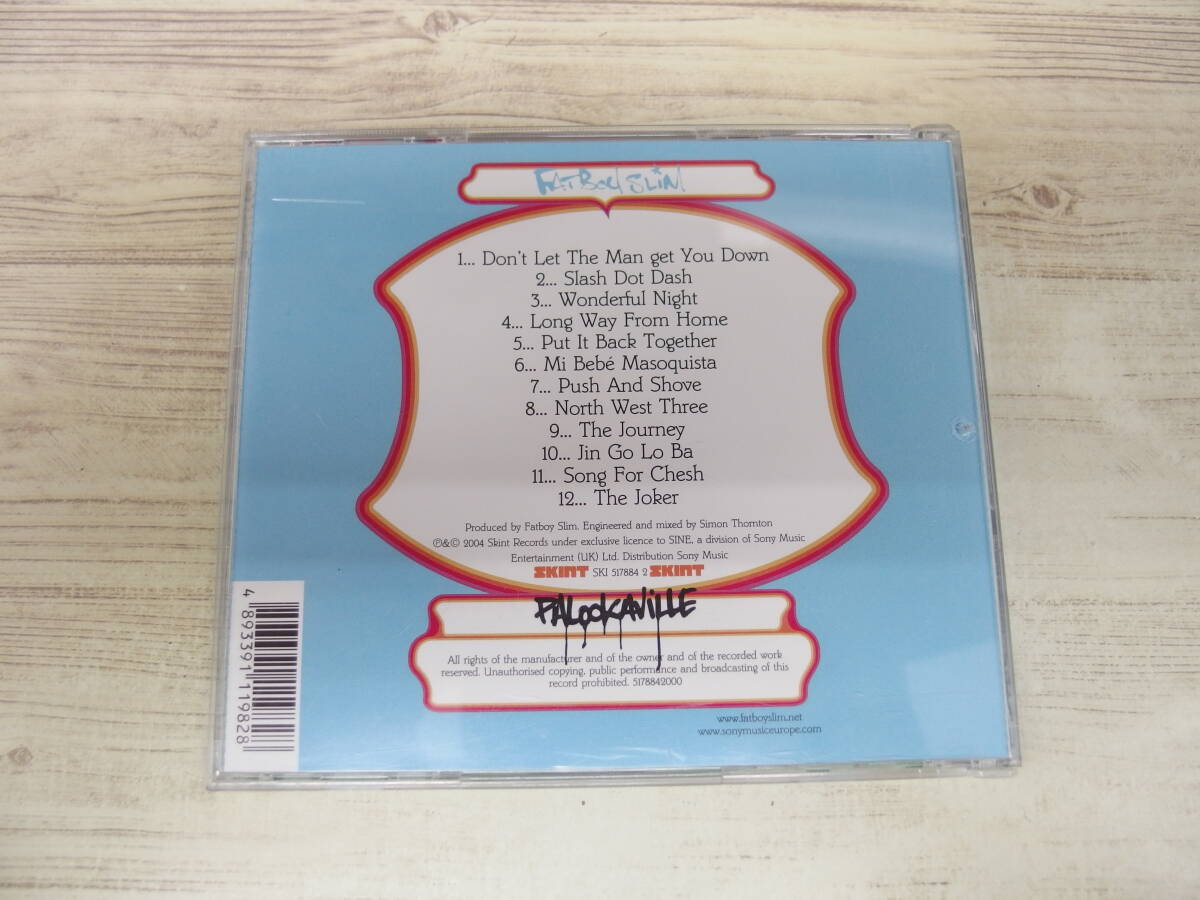 FATBOY SLIM
1... Don't Let The Man get You Down
2... Slash Dot Dash
3... Wonderful Night
4... Long Way From Home
5... Put It Back Together
6... Mi Bebé Masoquista
7... Push And Shove
8... North West Three
9... The Journey
10... Jin Go Lo Ba
11... Song For Chesh
12... The Joker
Produced by Fatboy Slim. Engineered and mixed by Simon Thornton
℗&© 2004 Skint Records under exclusive licence to SINE, a division of Sony Music
Entertainment (UK) Ltd. Distribution Sony Music
SKINT SKI 517884 2 SKINT
PALOOKAVILLE
All rights of the manufacturer and of the owner and of the recorded work
reserved. Unauthorised copying, public performance and broadcasting of this
record prohibited. 5178842000
www.fatboyslim.net
www.sonymusiceurope.com
4 893391 119828